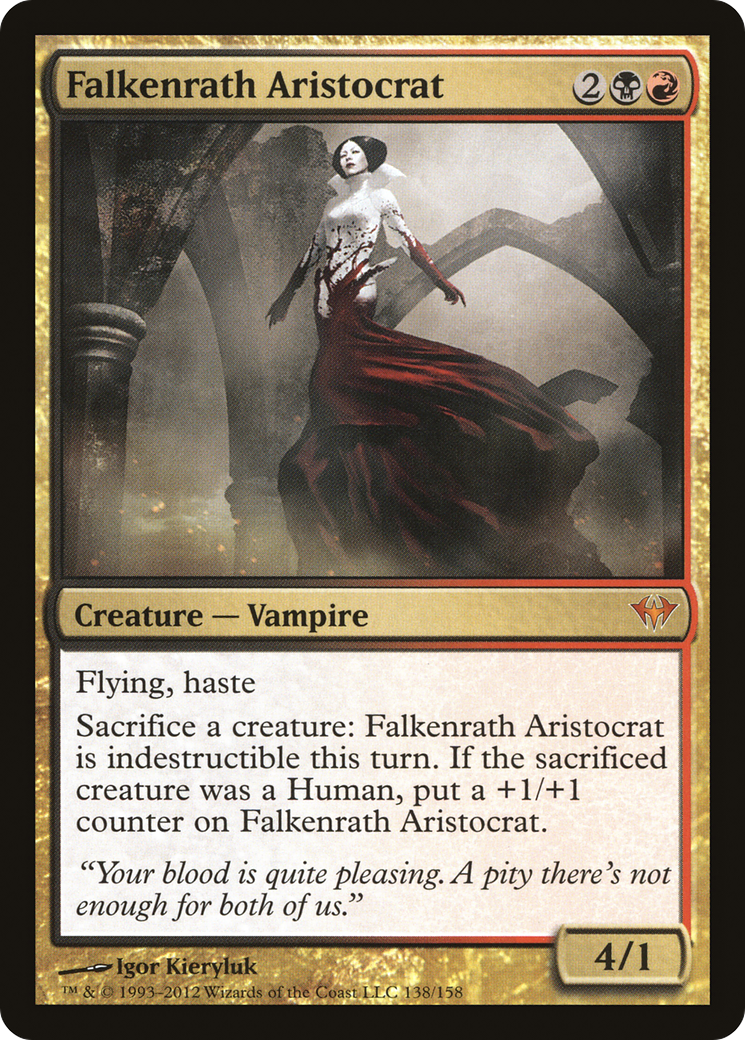 Falkenrath Aristocrat 2
Creature — Vampire
Flying, haste
Sacrifice a creature: Falkenrath Aristocrat
is indestructible this turn. If the sacrificed
creature was a Human, put a +1/+1
counter on Falkenrath Aristocrat.
“Your blood is quite pleasing. A pity there’s not
enough for both of us.”
4/1
Igor Kieryluk
™ & © 1993–2012 Wizards of the Coast LLC 138/158